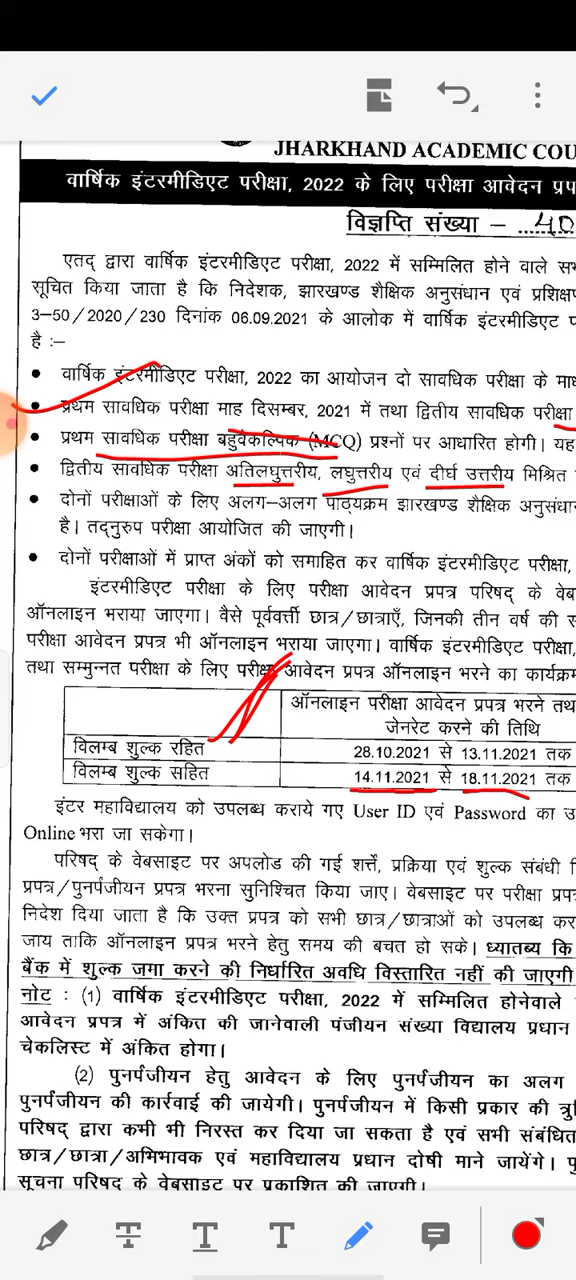 JHARKHAND ACADEMIC COU
वार्षिक इंटरमीडिएट परीक्षा, 2022 के लिए परीक्षा आवेदन प्रप
विज्ञप्ति संख्या – .....40
एतद् द्वारा वार्षिक इंटरमीडिएट परीक्षा, 2022 में सम्मिलित होने वाले सभ
सूचित किया जाता है कि निदेशक, झारखण्ड शैक्षिक अनुसंधान एवं प्रशिक्षण
3–50/2020/230 दिनांक 06.09.2021 के आलोक में वार्षिक इंटरमीडिएट प
है :–
• वार्षिक इंटरमीडिएट परीक्षा, 2022 का आयोजन दो सावधिक परीक्षा के माध
• प्रथम सावधिक परीक्षा माह दिसम्बर, 2021 में तथा द्वितीय सावधिक परीक्षा
• प्रथम सावधिक परीक्षा बहुवैकल्पिक (MCQ) प्रश्नों पर आधारित होगी। यह
• द्वितीय सावधिक परीक्षा अतिलघुत्तरीय, लघुत्तरीय एवं दीर्घ उत्तरीय मिश्रित
• दोनों परीक्षाओं के लिए अलग–अलग पाठ्यक्रम झारखण्ड शैक्षिक अनुसंधान
है। तद्नुरुप परीक्षा आयोजित की जाएगी।
• दोनों परीक्षाओं में प्राप्त अंकों को समाहित कर वार्षिक इंटरमीडिएट परीक्षा,
इंटरमीडिएट परीक्षा के लिए परीक्षा आवेदन प्रपत्र परिषद् के वेब
ऑनलाइन भराया जाएगा। वैसे पूर्ववर्त्ती छात्र/छात्राएँ, जिनकी तीन वर्ष की स
परीक्षा आवेदन प्रपत्र भी ऑनलाइन भराया जाएगा। वार्षिक इंटरमीडिएट परीक्षा,
तथा सम्मुन्नत परीक्षा के लिए परीक्षा आवेदन प्रपत्र ऑनलाइन भरने का कार्यक्रम
ऑनलाइन परीक्षा आवेदन प्रपत्र भरने तथ
जेनरेट करने की तिथि
विलम्ब शुल्क रहित 28.10.2021 से 13.11.2021 तक
विलम्ब शुल्क सहित 14.11.2021 से 18.11.2021 तक
इंटर महाविद्यालय को उपलब्ध कराये गए User ID एवं Password का उ
Online भरा जा सकेगा।
परिषद् के वेबसाइट पर अपलोड की गई शर्त्तें, प्रक्रिया एवं शुल्क संबंधी
प्रपत्र/पुनर्पंजीयन प्रपत्र भरना सुनिश्चित किया जाए। वेबसाइट पर परीक्षा प्रप
निदेश दिया जाता है कि उक्त प्रपत्र को सभी छात्र/छात्राओं को उपलब्ध कर
जाय ताकि ऑनलाइन प्रपत्र भरने हेतु समय की बचत हो सके। ध्यातब्य कि
बैंक में शुल्क जमा करने की निर्धारित अवधि विस्तारित नहीं की जाएगी
नोट : (1) वार्षिक इंटरमीडिएट परीक्षा, 2022 में सम्मिलित होनेवाले
आवेदन प्रपत्र में अंकित की जानेवाली पंजीयन संख्या विद्यालय प्रधान
चेकलिस्ट में अंकित होगा।
(2) पुनर्पंजीयन हेतु आवेदन के लिए पुनर्पंजीयन का अलग
पुनर्पंजीयन की कार्रवाई की जायेगी। पुनर्पंजीयन में किसी प्रकार की त्रु
परिषद् द्वारा कभी भी निरस्त कर दिया जा सकता है एवं सभी संबंधित
छात्र/छात्रा/अभिभावक एवं महाविद्यालय प्रधान दोषी माने जायेंगे। पु
सूचना परिषद के वेबसाइट पर प्रकाशित की जाएगी।